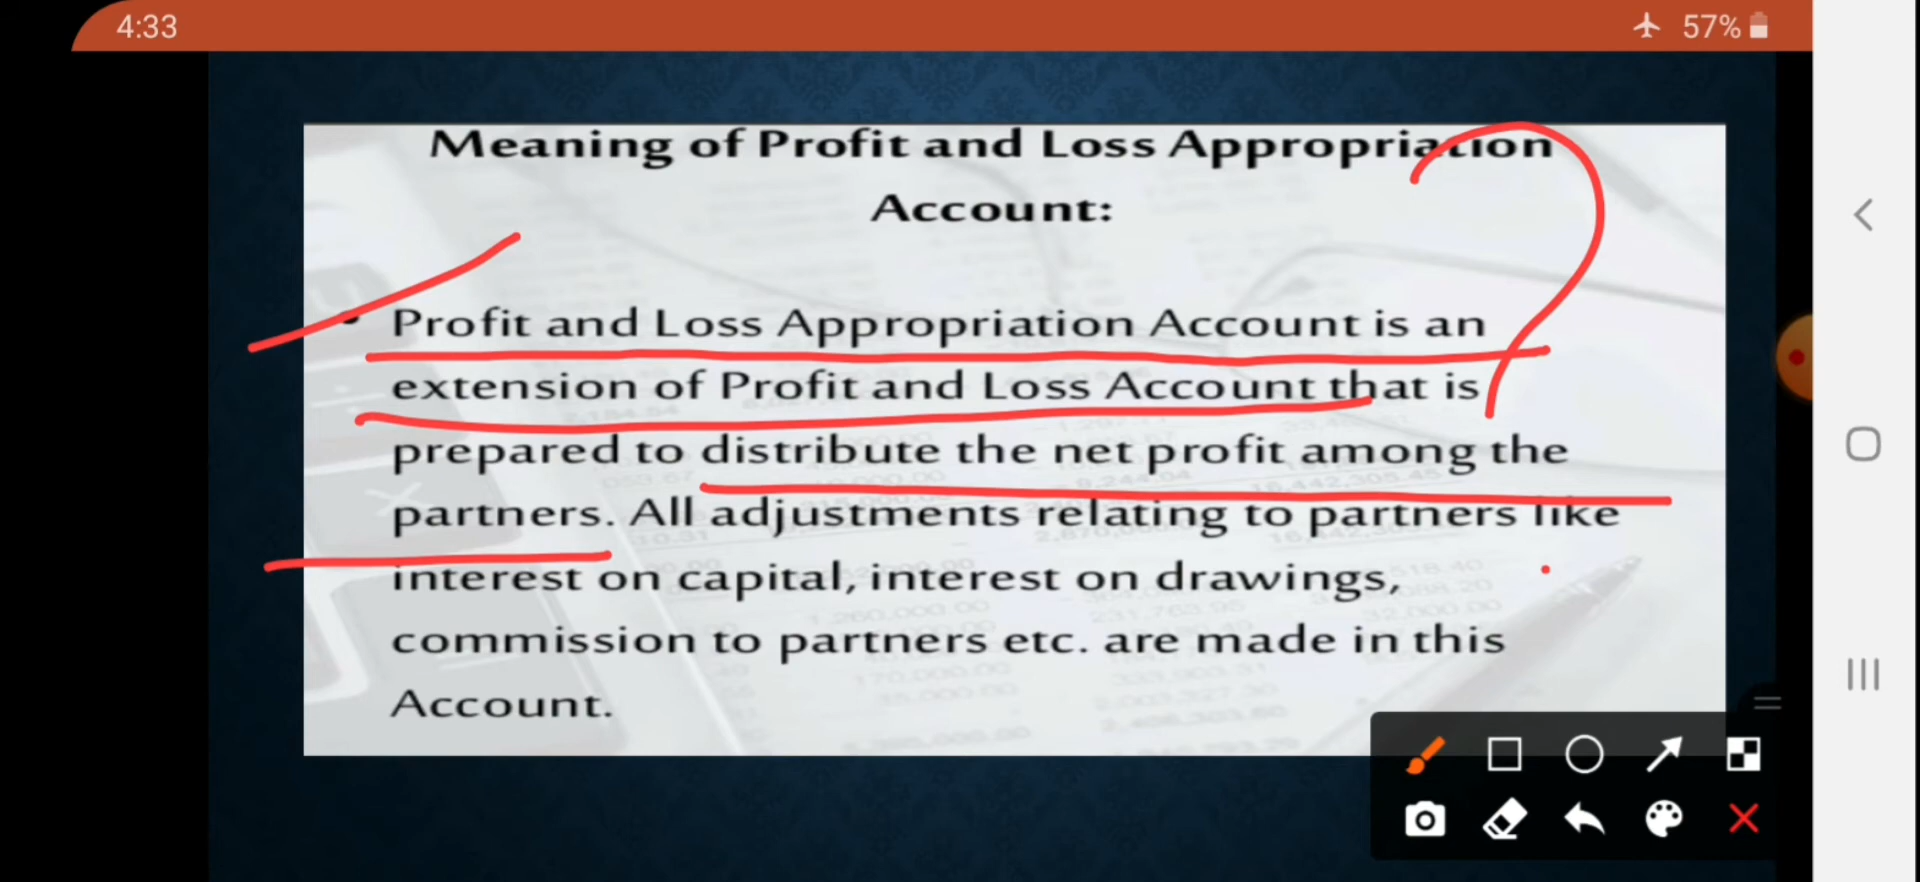 4:33
57%
Meaning of Profit and Loss Appropriation
Account:
• Profit and Loss Appropriation Account is an
extension of Profit and Loss Account that is
prepared to distribute the net profit among the
partners. All adjustments relating to partners like
interest on capital, interest on drawings,
commission to partners etc. are made in this
Account.